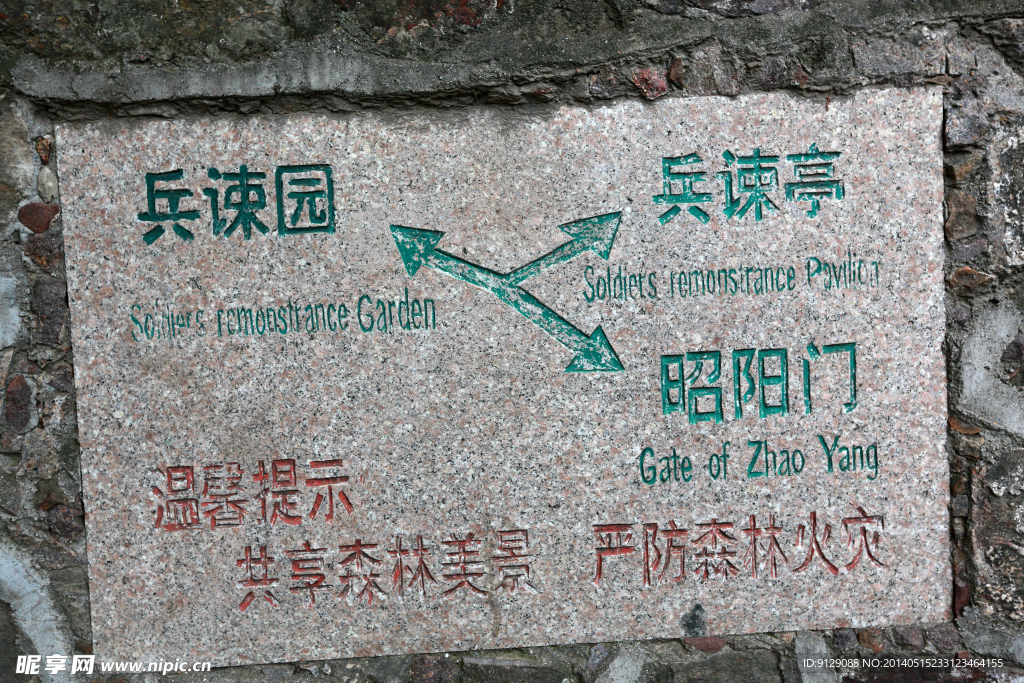 兵谏园
Soldiers remonstrance Garden
兵谏亭
Soldiers remonstrance Pavilion
昭阳门
Gate of Zhao Yang
温馨提示
共享森林美景 严防森林火灾
昵享网 www.nipic.cn
ID:9129085 NO:20140515233123464155